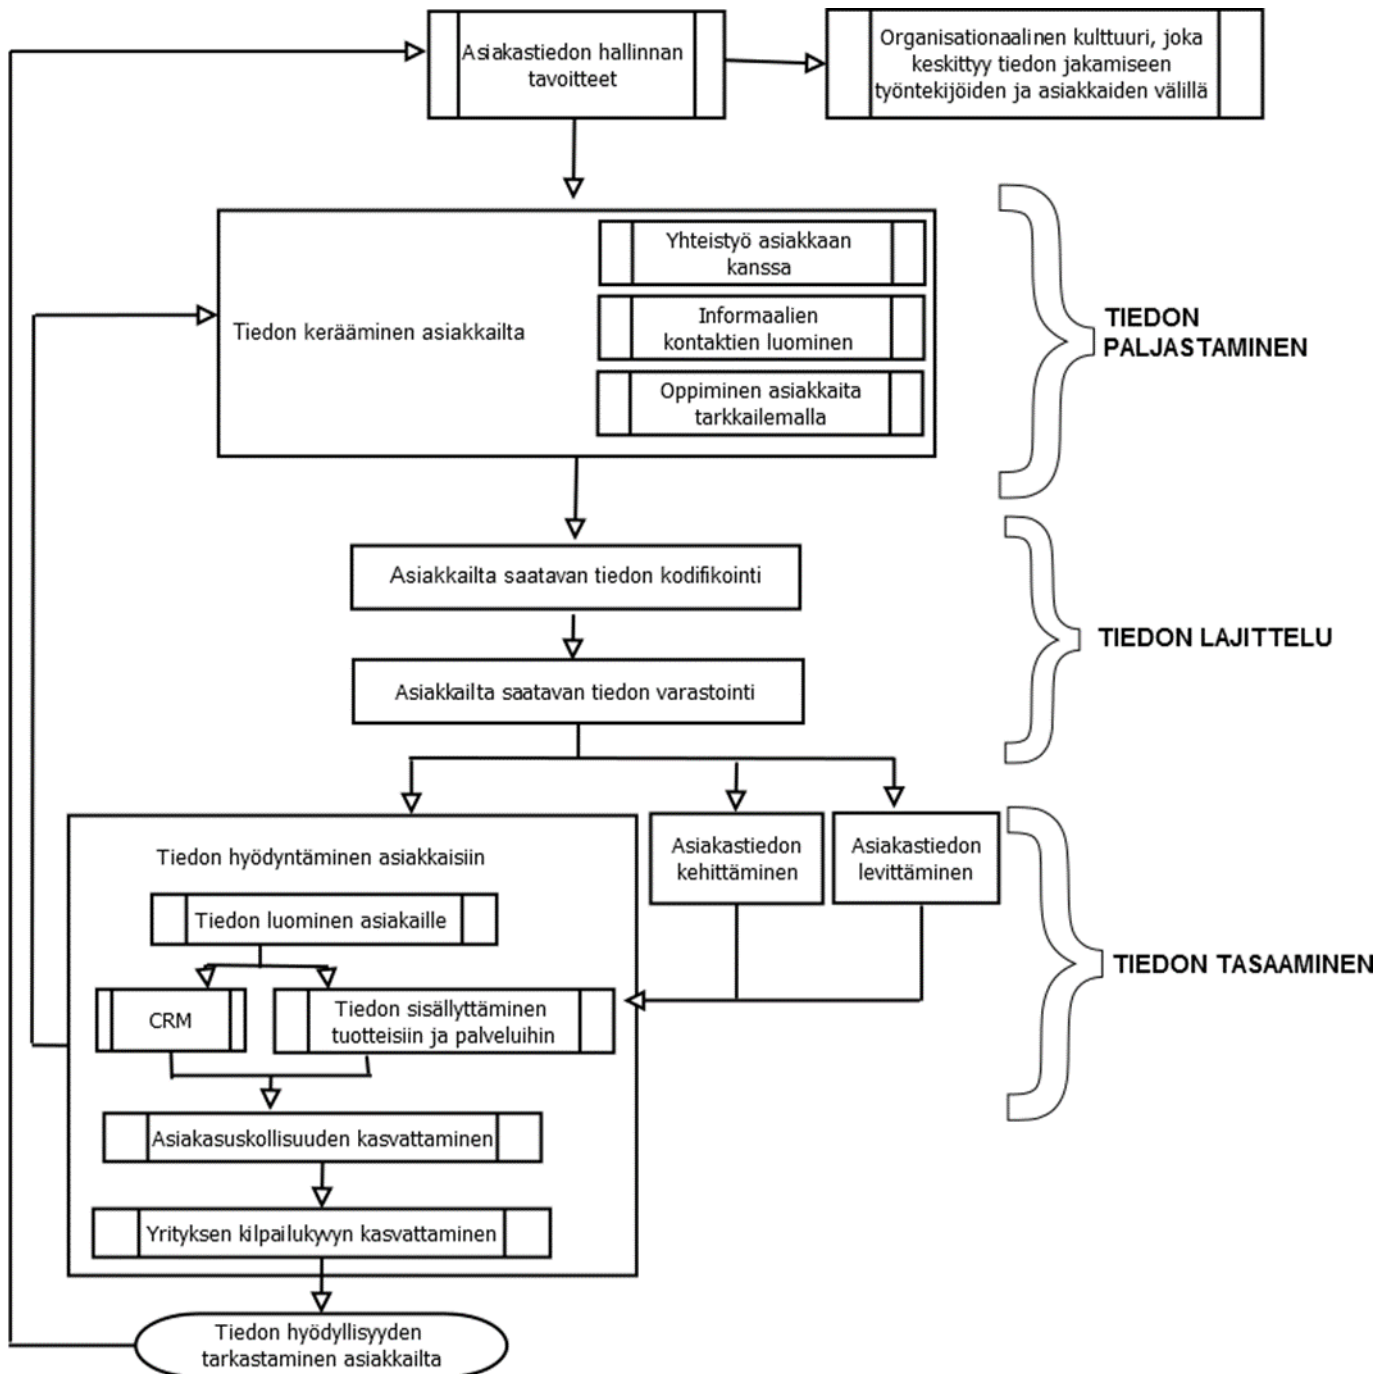 Asiakastiedon hallinnan
tavoitteet
Organisationaalinen kulttuuri, joka
keskittyy tiedon jakamiseen
työntekijöiden ja asiakkaiden välillä
Tiedon kerääminen asiakkailta
Yhteistyö asiakkaan
kanssa
Informaalien
kontaktien luominen
Oppiminen asiakkaita
tarkkailemalla
TIEDON
PALJASTAMINEN
Asiakkailta saatavan tiedon kodifikointi
Asiakkailta saatavan tiedon varastointi
TIEDON LAJITTELU
Tiedon hyödyntäminen asiakkaisiin
Asiakastiedon
kehittäminen
Asiakastiedon
levittäminen
Tiedon luominen asiakaille
CRM
Tiedon sisällyttäminen
tuotteisiin ja palveluihin
Asiakasuskollisuuden kasvattaminen
Yrityksen kilpailukyvyn kasvattaminen
TIEDON TASAAMINEN
Tiedon hyödyllisyyden
tarkastaminen asiakkailta